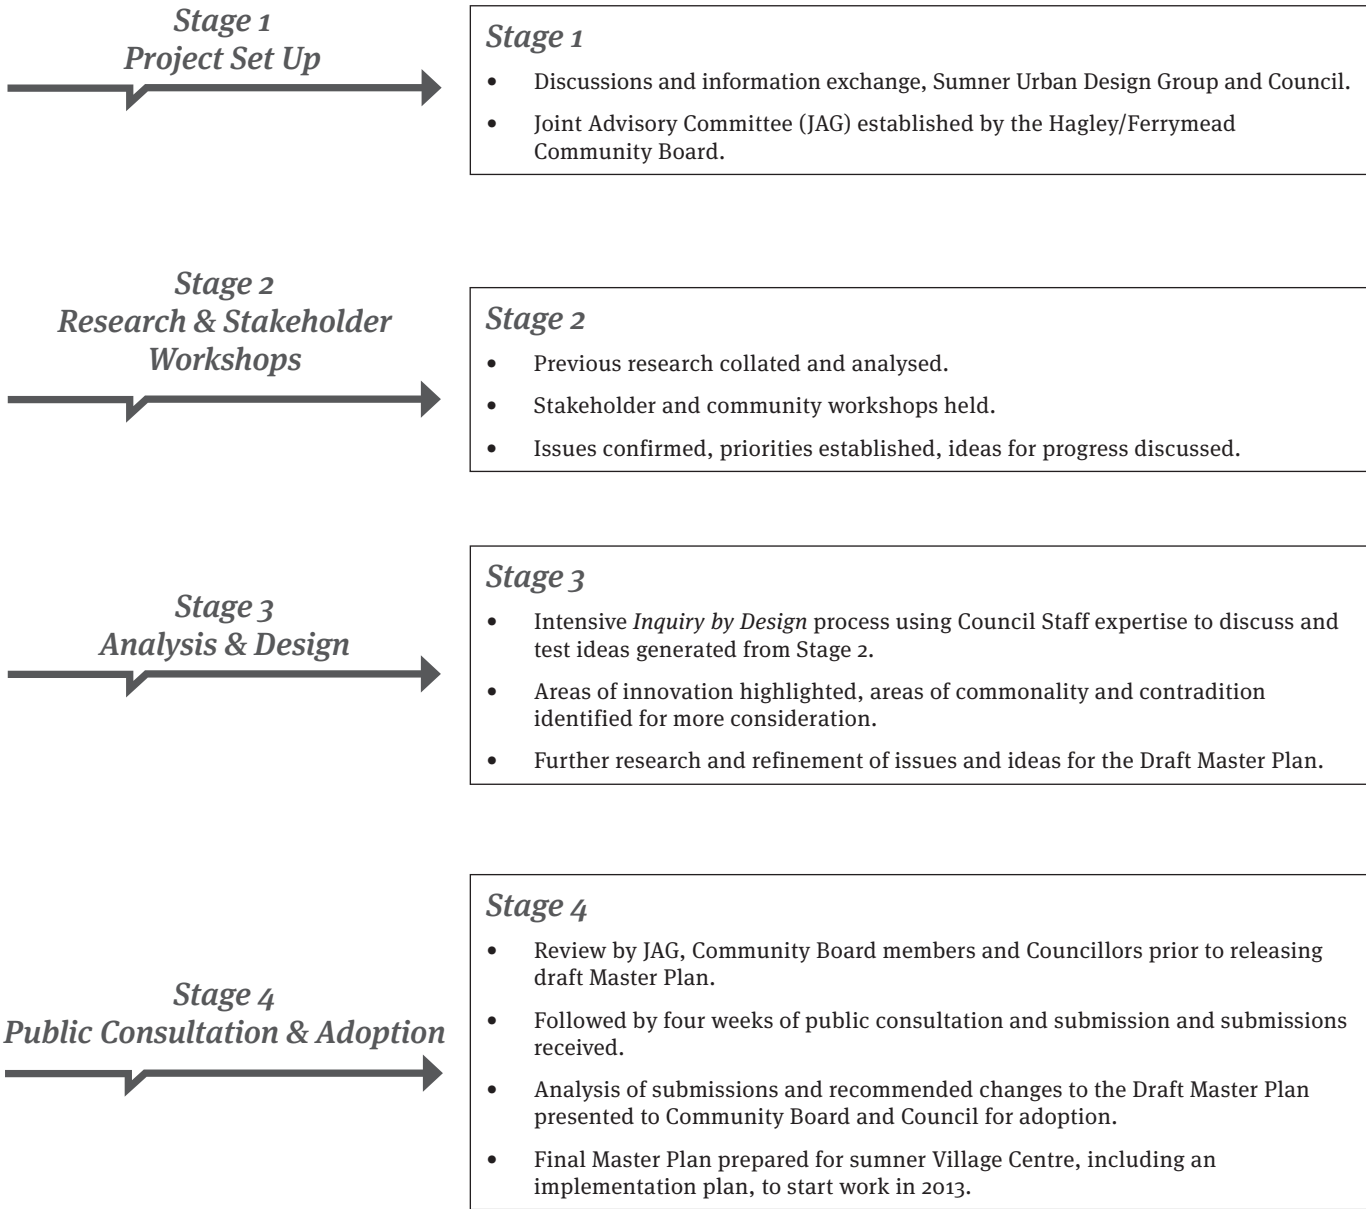 Stage 1
Project Set Up
Stage 1
• Discussions and information exchange, Sumner Urban Design Group and Council.
• Joint Advisory Committee (JAG) established by the Hagley/Ferrymead
Community Board.
Stage 2
Research & Stakeholder
Workshops
Stage 2
• Previous research collated and analysed.
• Stakeholder and community workshops held.
• Issues confirmed, priorities established, ideas for progress discussed.
Stage 3
Analysis & Design
Stage 3
• Intensive Inquiry by Design process using Council Staff expertise to discuss and
test ideas generated from Stage 2.
• Areas of innovation highlighted, areas of commonality and contradition
identified for more consideration.
• Further research and refinement of issues and ideas for the Draft Master Plan.
Stage 4
Public Consultation & Adoption
Stage 4
• Review by JAG, Community Board members and Councillors prior to releasing
draft Master Plan.
• Followed by four weeks of public consultation and submission and submissions
received.
• Analysis of submissions and recommended changes to the Draft Master Plan
presented to Community Board and Council for adoption.
• Final Master Plan prepared for sumner Village Centre, including an
implementation plan, to start work in 2013.